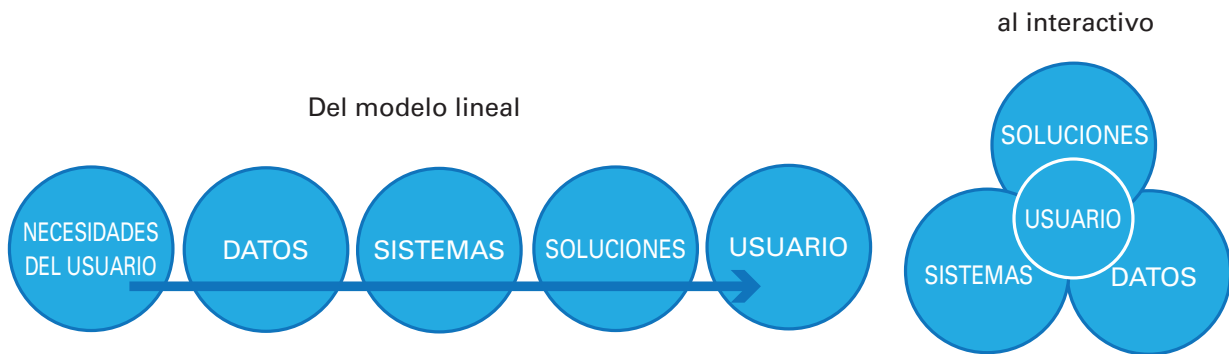 Del modelo lineal
NECESIDADES
DEL USUARIO
DATOS
SISTEMAS
SOLUCIONES
USUARIO
al interactivo
SOLUCIONES
USUARIO
SISTEMAS
DATOS